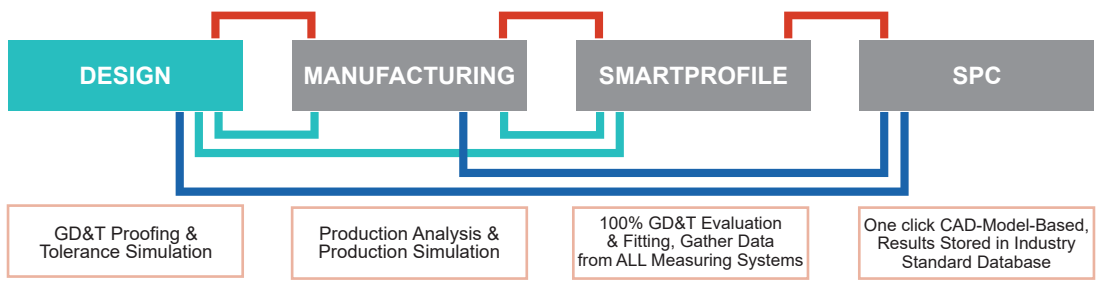 DESIGN
MANUFACTURING
SMARTPROFILE
SPC
GD&T Proofing &
Tolerance Simulation
Production Analysis &
Production Simulation
100% GD&T Evaluation
& Fitting, Gather Data
from ALL Measuring Systems
One click CAD-Model-Based,
Results Stored in Industry
Standard Database